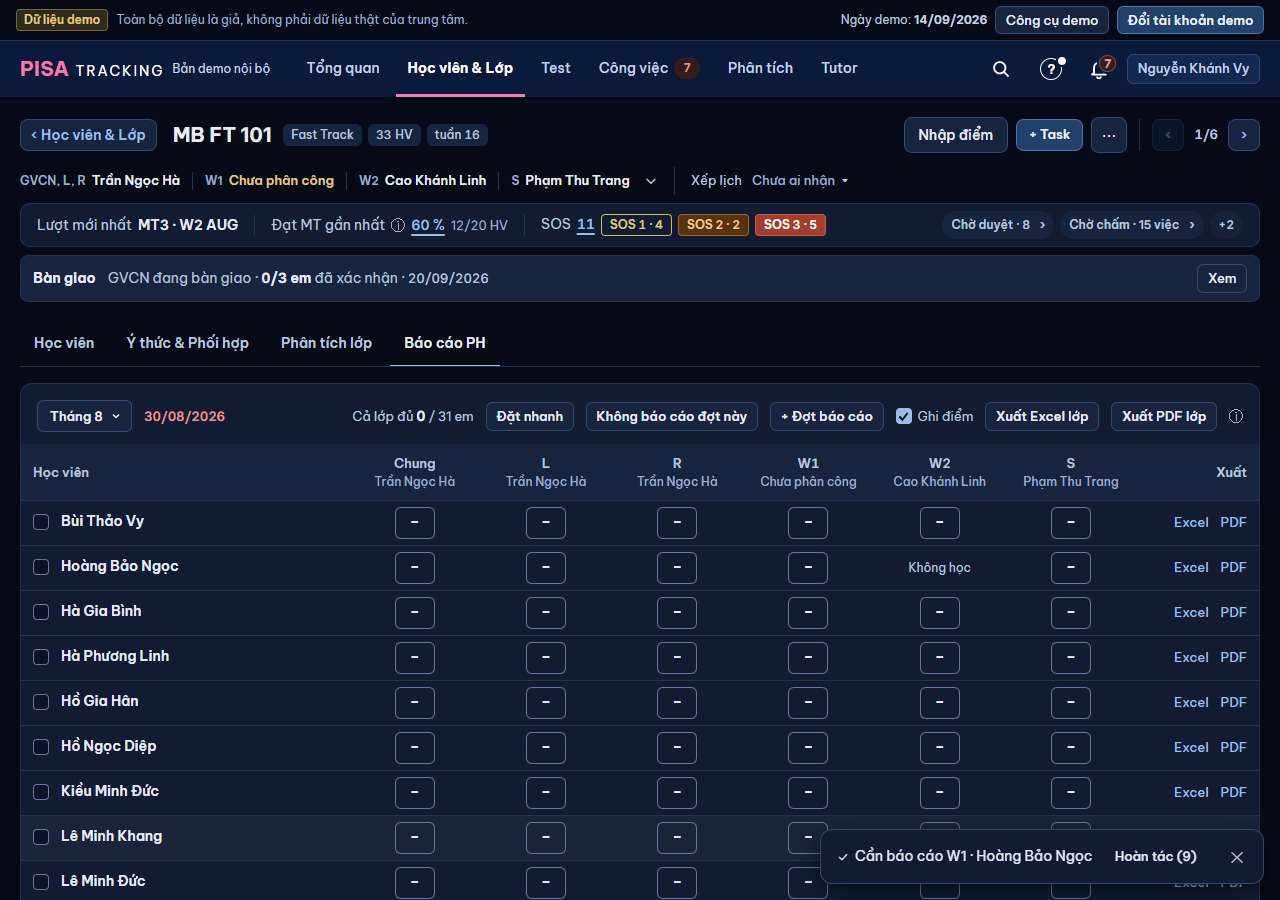 Dữ liệu demo Toàn bộ dữ liệu là giả, không phải dữ liệu thật của trung tâm. Ngày demo: 14/09/2026 Công cụ demo Đổi tài khoản demo
PISA TRACKING Bản demo nội bộ Tổng quan Học viên & Lớp Test Công việc 7 Phân tích Tutor ? 7 Nguyễn Khánh Vy
‹ Học viên & Lớp MB FT 101 Fast Track 33 HV tuần 16 Nhập điểm + Task ... ‹ 1/6 ›
GVCN, L, R Trần Ngọc Hà W1 Chưa phân công W2 Cao Khánh Linh S Phạm Thu Trang Xếp lịch Chưa ai nhận
Lượt mới nhất MT3 · W2 AUG Đạt MT gần nhất 60 % 12/20 HV SOS 11 SOS 1 · 4 SOS 2 · 2 SOS 3 · 5 Chờ duyệt · 8 › Chờ chấm · 15 việc › +2
Bàn giao GVCN đang bàn giao · 0/3 em đã xác nhận · 20/09/2026 Xem
Học viên Ý thức & Phối hợp Phân tích lớp Báo cáo PH
Tháng 8 30/08/2026 Cả lớp đủ 0 / 31 em Đặt nhanh Không báo cáo đợt này + Đợt báo cáo Ghi điểm Xuất Excel lớp Xuất PDF lớp
Học viên Chung L R W1 W2 S Xuất
Trần Ngọc Hà Trần Ngọc Hà Trần Ngọc Hà Chưa phân công Cao Khánh Linh Phạm Thu Trang
Bùi Thảo Vy – – – – – – Excel PDF
Hoàng Bảo Ngọc – – – – Không học – Excel PDF
Hà Gia Bình – – – – – – Excel PDF
Hà Phương Linh – – – – – – Excel PDF
Hồ Gia Hân – – – – – – Excel PDF
Hồ Ngọc Diệp – – – – – – Excel PDF
Kiều Minh Đức – – – – – – Excel PDF
Lê Minh Khang – – – –
Cần báo cáo W1 · Hoàng Bảo Ngọc Hoàn tác (9)
Lê Minh Đức – – – – – –